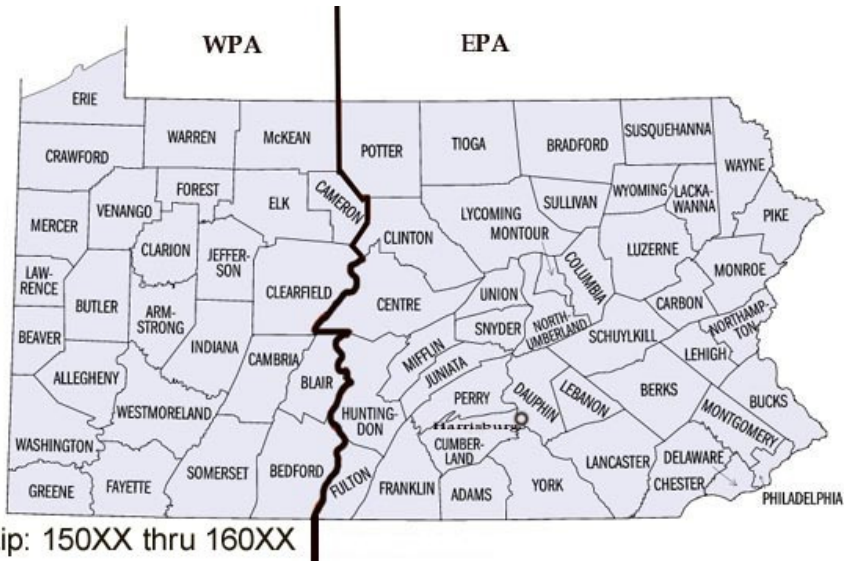 WPA EPA
ERIE
CRAWFORD
WARREN
McKEAN
POTTER
TIOGA
BRADFORD
SUSQUEHANNA
WAYNE
FOREST
VENANGO
MERCER
ELK
CAMERON
CLINTON
LYCOMING
MONTOUR
SULLIVAN
WYOMING
LACKA-
WANNA
PIKE
LAW-
RENCE
BUTLER
CLARION
JEFFER-
SON
CLEARFIELD
CENTRE
UNION
COLUMBIA
LUZERNE
MONROE
CARBON
NORTHAMP-
TON
BEAVER
ARM-
STRONG
INDIANA
CAMBRIA
BLAIR
MIFFLIN
SNYDER
NORTH-
UMBERLAND
SCHUYLKILL
LEHIGH
ALLEGHENY
WESTMORELAND
HUNTING-
DON
JUNIATA
PERRY
DAUPHIN
LEBANON
BERKS
BUCKS
MONTGOMERY
Harrisburg
CUMBER-
LAND
WASHINGTON
GREENE
FAYETTE
SOMERSET
BEDFORD
FULTON
FRANKLIN
ADAMS
YORK
LANCASTER
DELAWARE
CHESTER
PHILADELPHIA
ip: 150XX thru 160XX